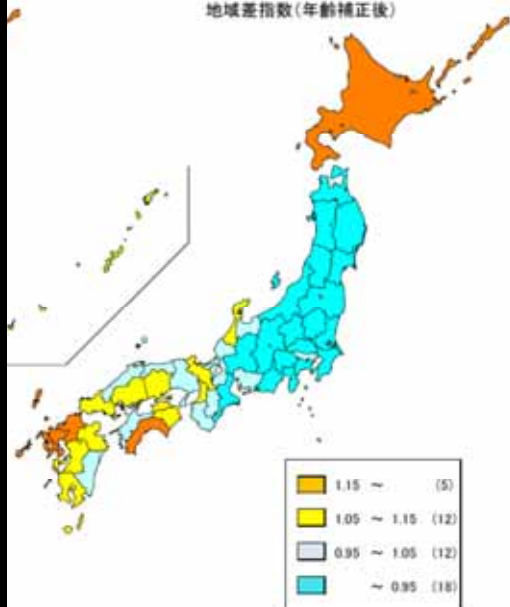 地域差指数(年齢補正後)
1.15 ～ (5)
1.05 ～ 1.15 (12)
0.95 ～ 1.05 (12)
～ 0.95 (18)